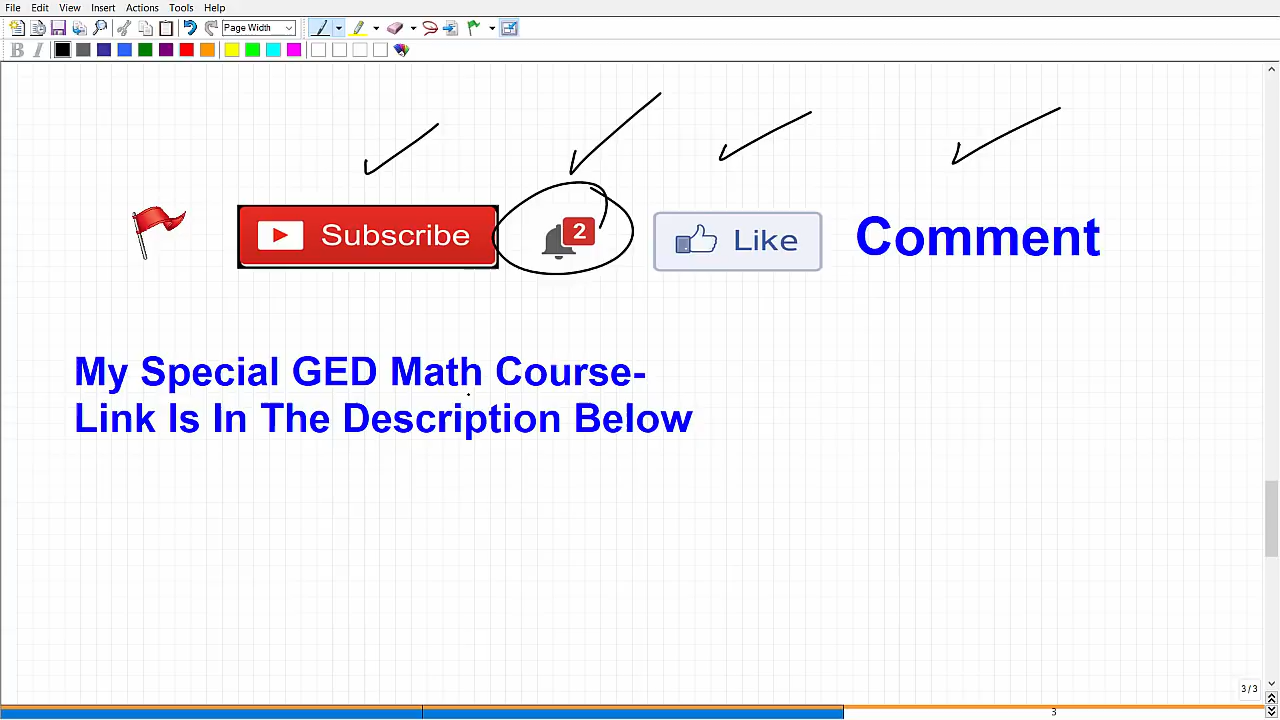 File Edit View Insert Actions Tools Help
Page Width
B I
Subscribe 2 Like Comment
My Special GED Math Course-
Link Is In The Description Below
3/3
3